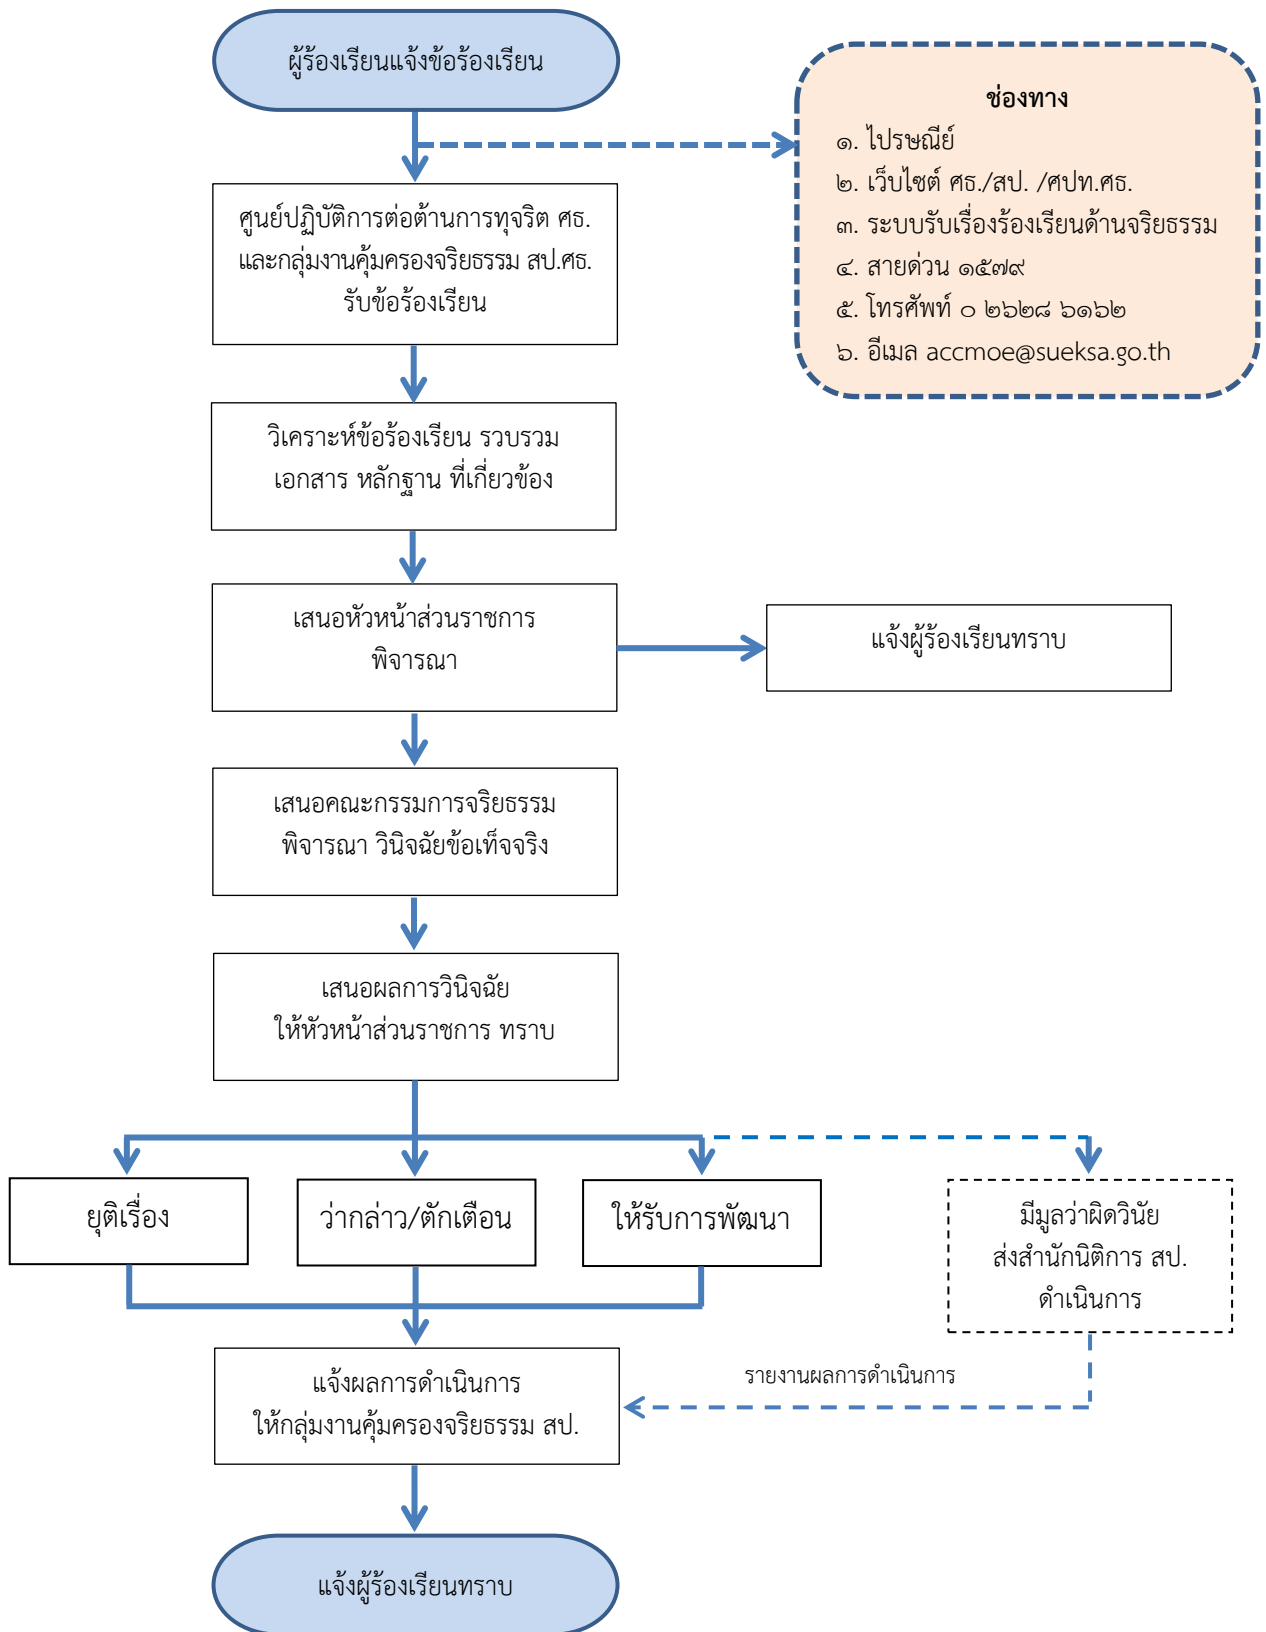 ผู้ร้องเรียนแจ้งข้อร้องเรียน
ช่องทาง
๑. ไปรษณีย์
๒. เว็บไซต์ ศธ./สป. /ศปท.ศธ.
๓. ระบบรับเรื่องร้องเรียนด้านจริยธรรม
๔. สายด่วน ๑๕๗๙
๕. โทรศัพท์ ๐ ๒๖๒๘ ๖๑๖๒
๖. อีเมล accmoe@sueksa.go.th
ศูนย์ปฏิบัติการต่อต้านการทุจริต ศธ.
และกลุ่มงานคุ้มครองจริยธรรม สป.ศธ.
รับข้อร้องเรียน
วิเคราะห์ข้อร้องเรียน รวบรวม
เอกสาร หลักฐาน ที่เกี่ยวข้อง
เสนอหัวหน้าส่วนราชการ
พิจารณา
แจ้งผู้ร้องเรียนทราบ
เสนอคณะกรรมการจริยธรรม
พิจารณา วินิจฉัยข้อเท็จจริง
เสนอผลการวินิจฉัย
ให้หัวหน้าส่วนราชการ ทราบ
ยุติเรื่อง
ว่ากล่าว/ตักเตือน
ให้รับการพัฒนา
มีมูลว่าผิดวินัย
ส่งสำนักนิติการ สป.
ดำเนินการ
รายงานผลการดำเนินการ
แจ้งผลการดำเนินการ
ให้กลุ่มงานคุ้มครองจริยธรรม สป.
แจ้งผู้ร้องเรียนทราบ